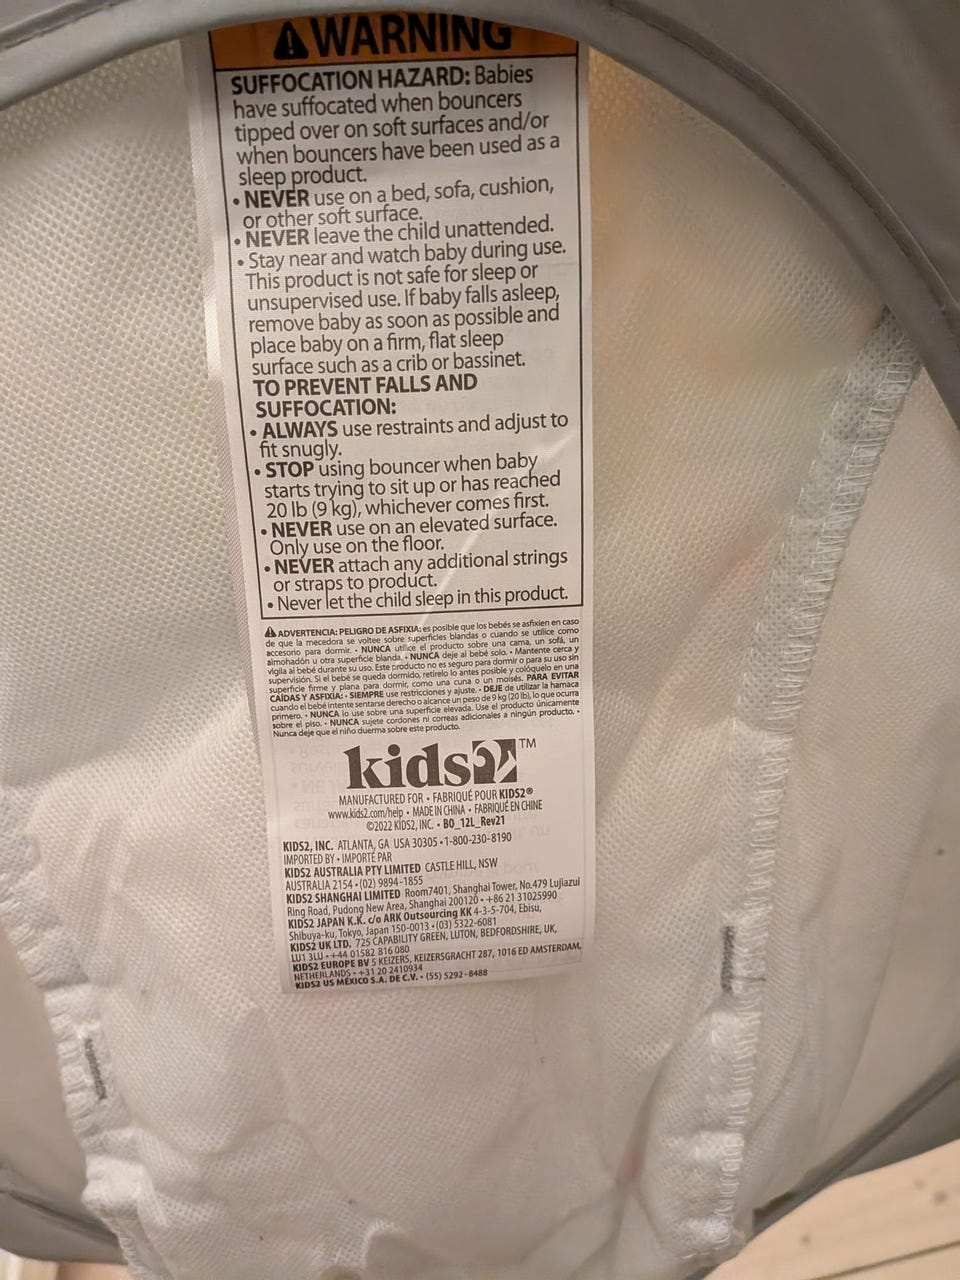 ⚠WARNING
SUFFOCATION HAZARD: Babies
have suffocated when bouncers
tipped over on soft surfaces and/or
when bouncers have been used as a
sleep product.
• NEVER use on a bed, sofa, cushion,
or other soft surface.
• NEVER leave the child unattended.
• Stay near and watch baby during use.
This product is not safe for sleep or
unsupervised use. If baby falls asleep,
remove baby as soon as possible and
place baby on a firm, flat sleep
surface such as a crib or bassinet.
TO PREVENT FALLS AND
SUFFOCATION:
• ALWAYS use restraints and adjust to
fit snugly.
• STOP using bouncer when baby
starts trying to sit up or has reached
20 lb (9 kg), whichever comes first.
• NEVER use on an elevated surface.
Only use on the floor.
• NEVER attach any additional strings
or straps to product.
• Never let the child sleep in this product.
⚠ ADVERTENCIA: PELIGRO DE ASFIXIA: es posible que los bebés se asfixien en caso
de que la mecedora se voltee sobre superficies blandas o cuando se utilice como
accesorio para dormir. • NUNCA utilice el producto sobre una cama, un sofá, un
almohadón u otra superficie blanda. • NUNCA deje al bebé solo. • Mantente cerca y
vigila al bebé durante su uso. Este producto no es seguro para dormir o para su uso sin
supervisión. Si el bebé se queda dormido, retírelo lo antes posible y colóquelo en una
superficie firme y plana para dormir, como una cuna o un moisés. PARA EVITAR
CAÍDAS Y ASFIXIA: • SIEMPRE use restricciones y ajuste. • DEJE de utilizar la hamaca
cuando el bebé intente sentarse derecho o alcance un peso de 9 kg (20 lb), lo que ocurra
primero. • NUNCA lo use sobre una superficie elevada. Use el producto únicamente
sobre el piso. • NUNCA sujete cordones ni correas adicionales a ningún producto. •
Nunca deje que el niño duerma sobre este producto.
kids2™
MANUFACTURED FOR • FABRIQUÉ POUR KIDS2®
www.kids2.com/help • MADE IN CHINA • FABRIQUÉ EN CHINE
©2022 KIDS2, INC. • BO_12L_Rev21
KIDS2, INC. ATLANTA, GA USA 30305 • 1-800-230-8190
IMPORTED BY • IMPORTÉ PAR
KIDS2 AUSTRALIA PTY LIMITED CASTLE HILL, NSW
AUSTRALIA 2154 • (02) 9894-1855
KIDS2 SHANGHAI LIMITED Room7401, Shanghai Tower, No.479 Lujiazui
Ring Road, Pudong New Area, Shanghai 200120 • +86 21 31025990
KIDS2 JAPAN K.K. c/o ARK Outsourcing KK 4-3-5-704, Ebisu,
Shibuya-ku, Tokyo, Japan 150-0013 • (03) 5322-6081
KIDS2 UK LTD. 725 CAPABILITY GREEN, LUTON, BEDFORDSHIRE, UK,
LU1 3LU • +44 01582 816 080
KIDS2 EUROPE BV 5 KEIZERS, KEIZERSGRACHT 287, 1016 ED AMSTERDAM,
NETHERLANDS • +31 20 2410934
KIDS2 US MÉXICO S.A. DE C.V. • (55) 5292-8488